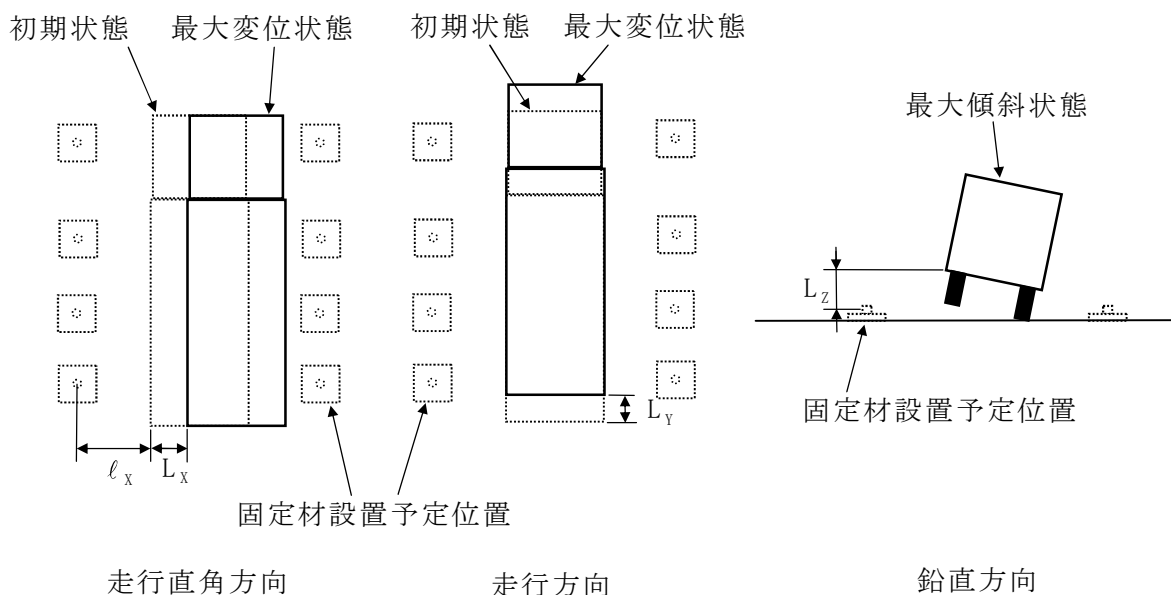 初期状態
最大変位状態
初期状態
最大変位状態
最大傾斜状態
L_Z
固定材設置予定位置
L_Y
ℓ_X
L_X
固定材設置予定位置
走行直角方向
走行方向
鉛直方向